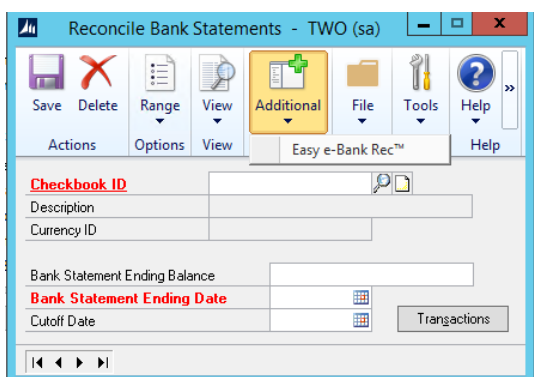 Reconcile Bank Statements - TWO (sa)
Save Delete Range View Additional File Tools Help »
Actions Options View Help
Easy e-Bank Rec™
Checkbook ID
Description
Currency ID
Bank Statement Ending Balance
Bank Statement Ending Date
Cutoff Date Transactions